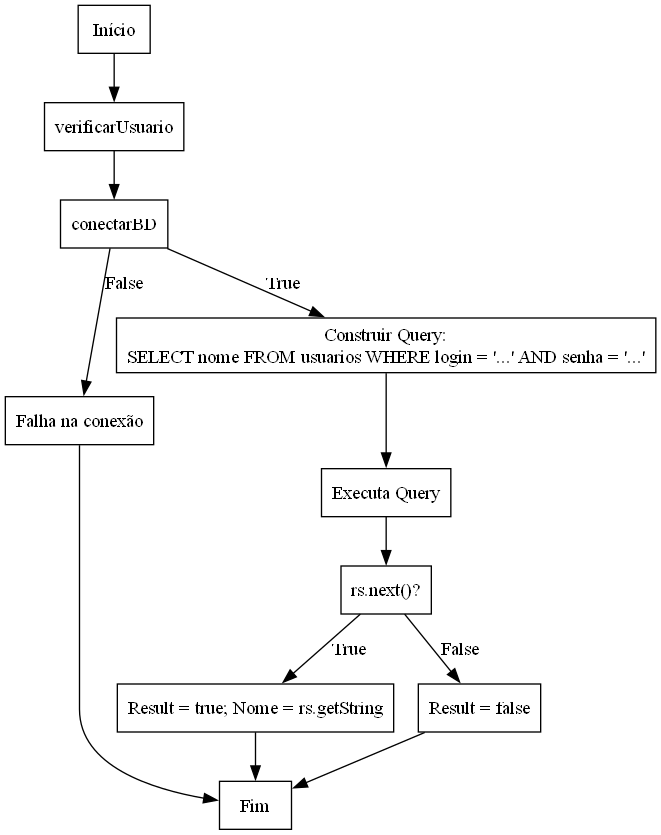 Início
verificarUsuario
conectarBD
False
True
Construir Query:
SELECT nome FROM usuarios WHERE login = '...' AND senha = '...'
Falha na conexão
Executa Query
rs.next()?
True
False
Result = true; Nome = rs.getString
Result = false
Fim